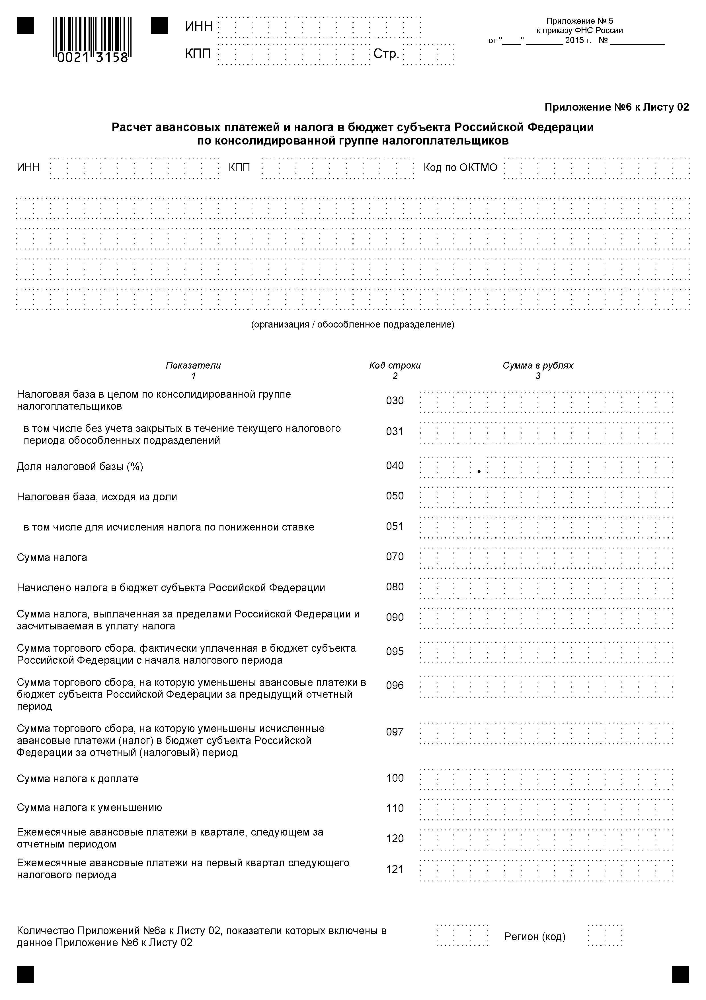 ИНН
КПП
Стр.
0021 3158
Приложение № 5
к приказу ФНС России
от "____" __________ 2015 г. № ___________
Приложение №6 к Листу 02
Расчет авансовых платежей и налога в бюджет субъекта Российской Федерации
по консолидированной группе налогоплательщиков
ИНН КПП Код по ОКТМО
(организация / обособленное подразделение)
Показатели Код строки Сумма в рублях
1 2 3
Налоговая база в целом по консолидированной группе
налогоплательщиков
030
в том числе без учета закрытых в течение текущего налогового
периода обособленных подразделений
031
Доля налоговой базы (%) 040 .
Налоговая база, исходя из доли 050
в том числе для исчисления налога по пониженной ставке 051
Сумма налога 070
Начислено налога в бюджет субъекта Российской Федерации 080
Сумма налога, выплаченная за пределами Российской Федерации и
засчитываемая в уплату налога
090
Сумма торгового сбора, фактически уплаченная в бюджет субъекта
Российской Федерации с начала налогового периода
095
Сумма торгового сбора, на которую уменьшены авансовые платежи в
бюджет субъекта Российской Федерации за предыдущий отчетный
период
096
Сумма торгового сбора, на которую уменьшены исчисленные
авансовые платежи (налог) в бюджет субъекта Российской
Федерации за отчетный (налоговый) период
097
Сумма налога к доплате 100
Сумма налога к уменьшению 110
Ежемесячные авансовые платежи в квартале, следующем за
отчетным периодом
120
Ежемесячные авансовые платежи на первый квартал следующего
налогового периода
121
Количество Приложений №6а к Листу 02, показатели которых включены в
данное Приложение №6 к Листу 02
Регион (код)